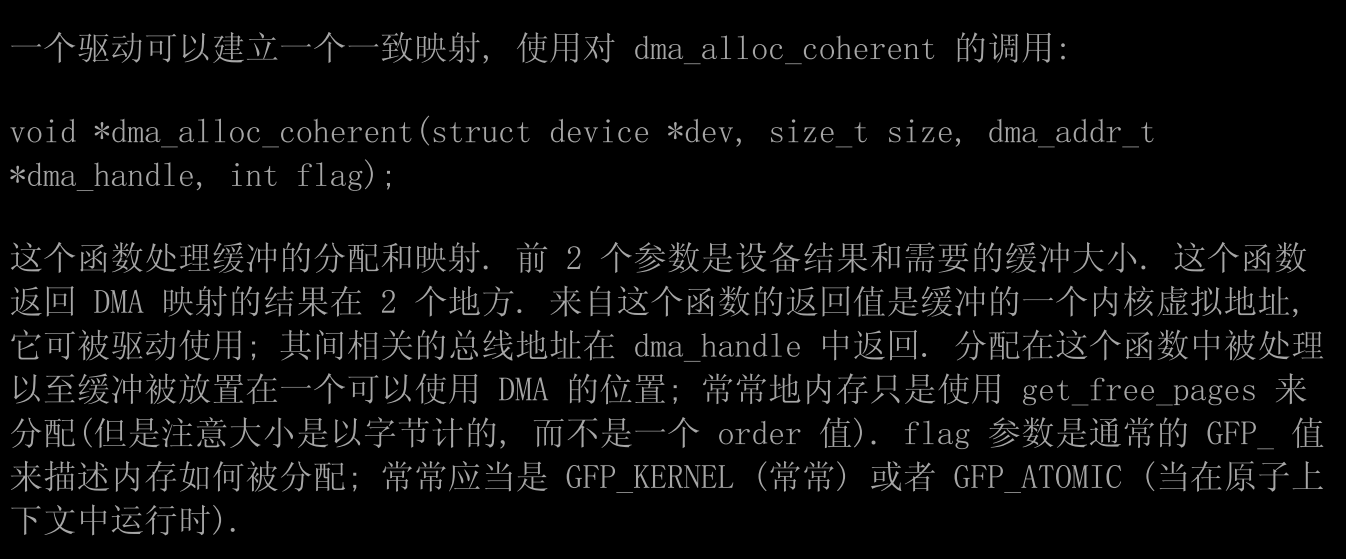 一个驱动可以建立一个一致映射, 使用对 dma_alloc_coherent 的调用:
void *dma_alloc_coherent(struct device *dev, size_t size, dma_addr_t
*dma_handle, int flag);
这个函数处理缓冲的分配和映射. 前 2 个参数是设备结果和需要的缓冲大小. 这个函数
返回 DMA 映射的结果在 2 个地方. 来自这个函数的返回值是缓冲的一个内核虚拟地址,
它可被驱动使用; 其间相关的总线地址在 dma_handle 中返回. 分配在这个函数中被处理
以至缓冲被放置在一个可以使用 DMA 的位置; 常常地内存只是使用 get_free_pages 来
分配(但是注意大小是以字节计的, 而不是一个 order 值). flag 参数是通常的 GFP_ 值
来描述内存如何被分配; 常常应当是 GFP_KERNEL (常常) 或者 GFP_ATOMIC (当在原子上
下文中运行时).